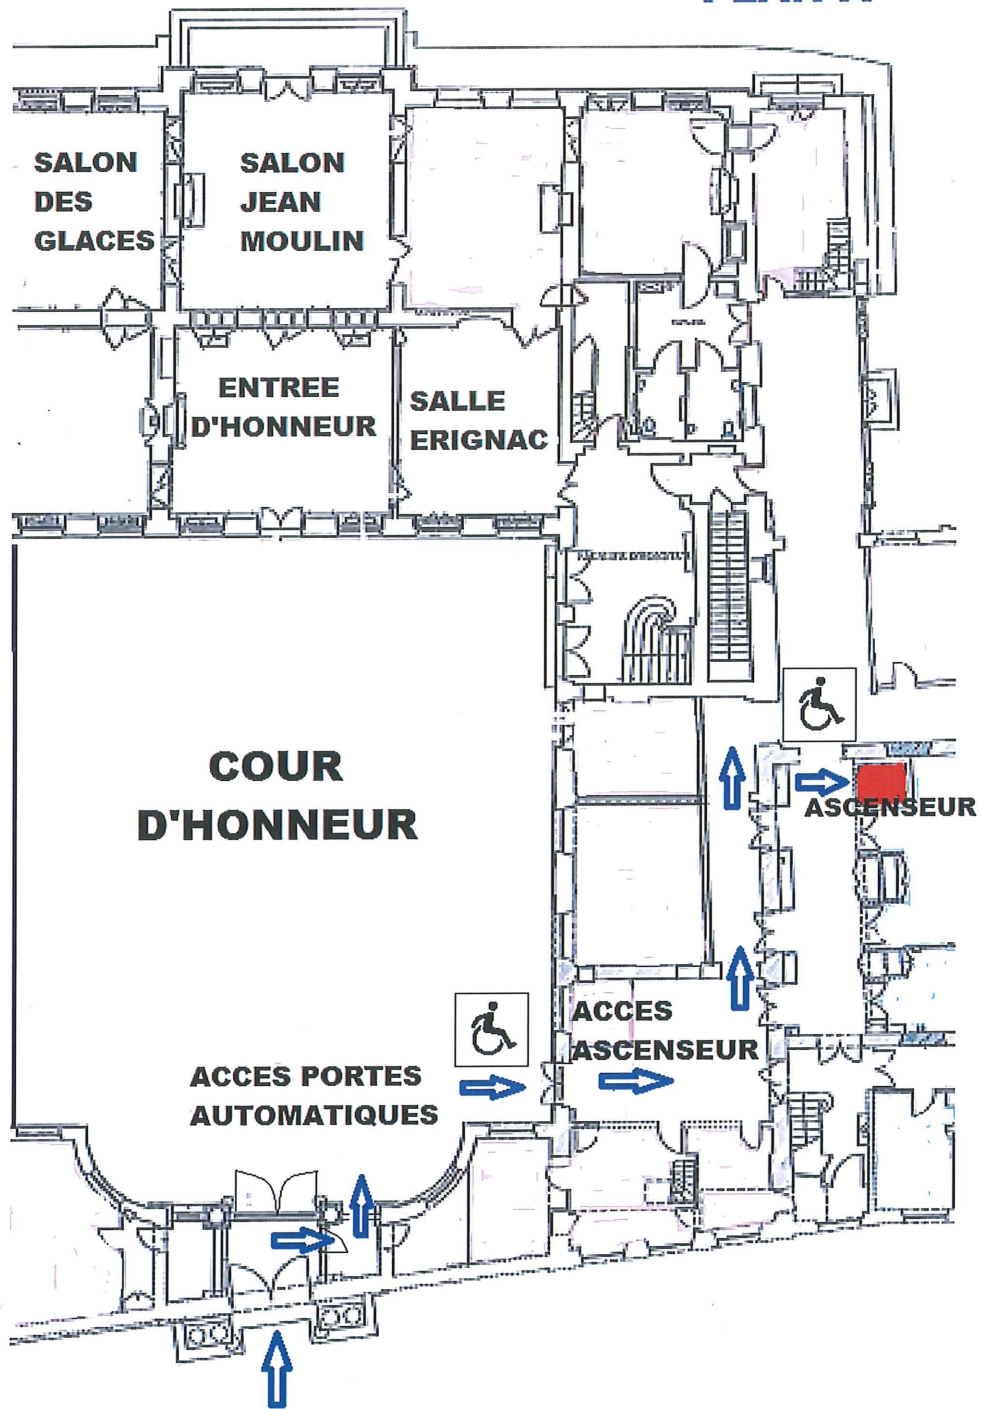 SALON
DES
GLACES
SALON
JEAN
MOULIN
ENTREE
D'HONNEUR
SALLE
ERIGNAC
COUR
D'HONNEUR
ASCENSEUR
ACCES
ASCENSEUR
ACCES PORTES
AUTOMATIQUES